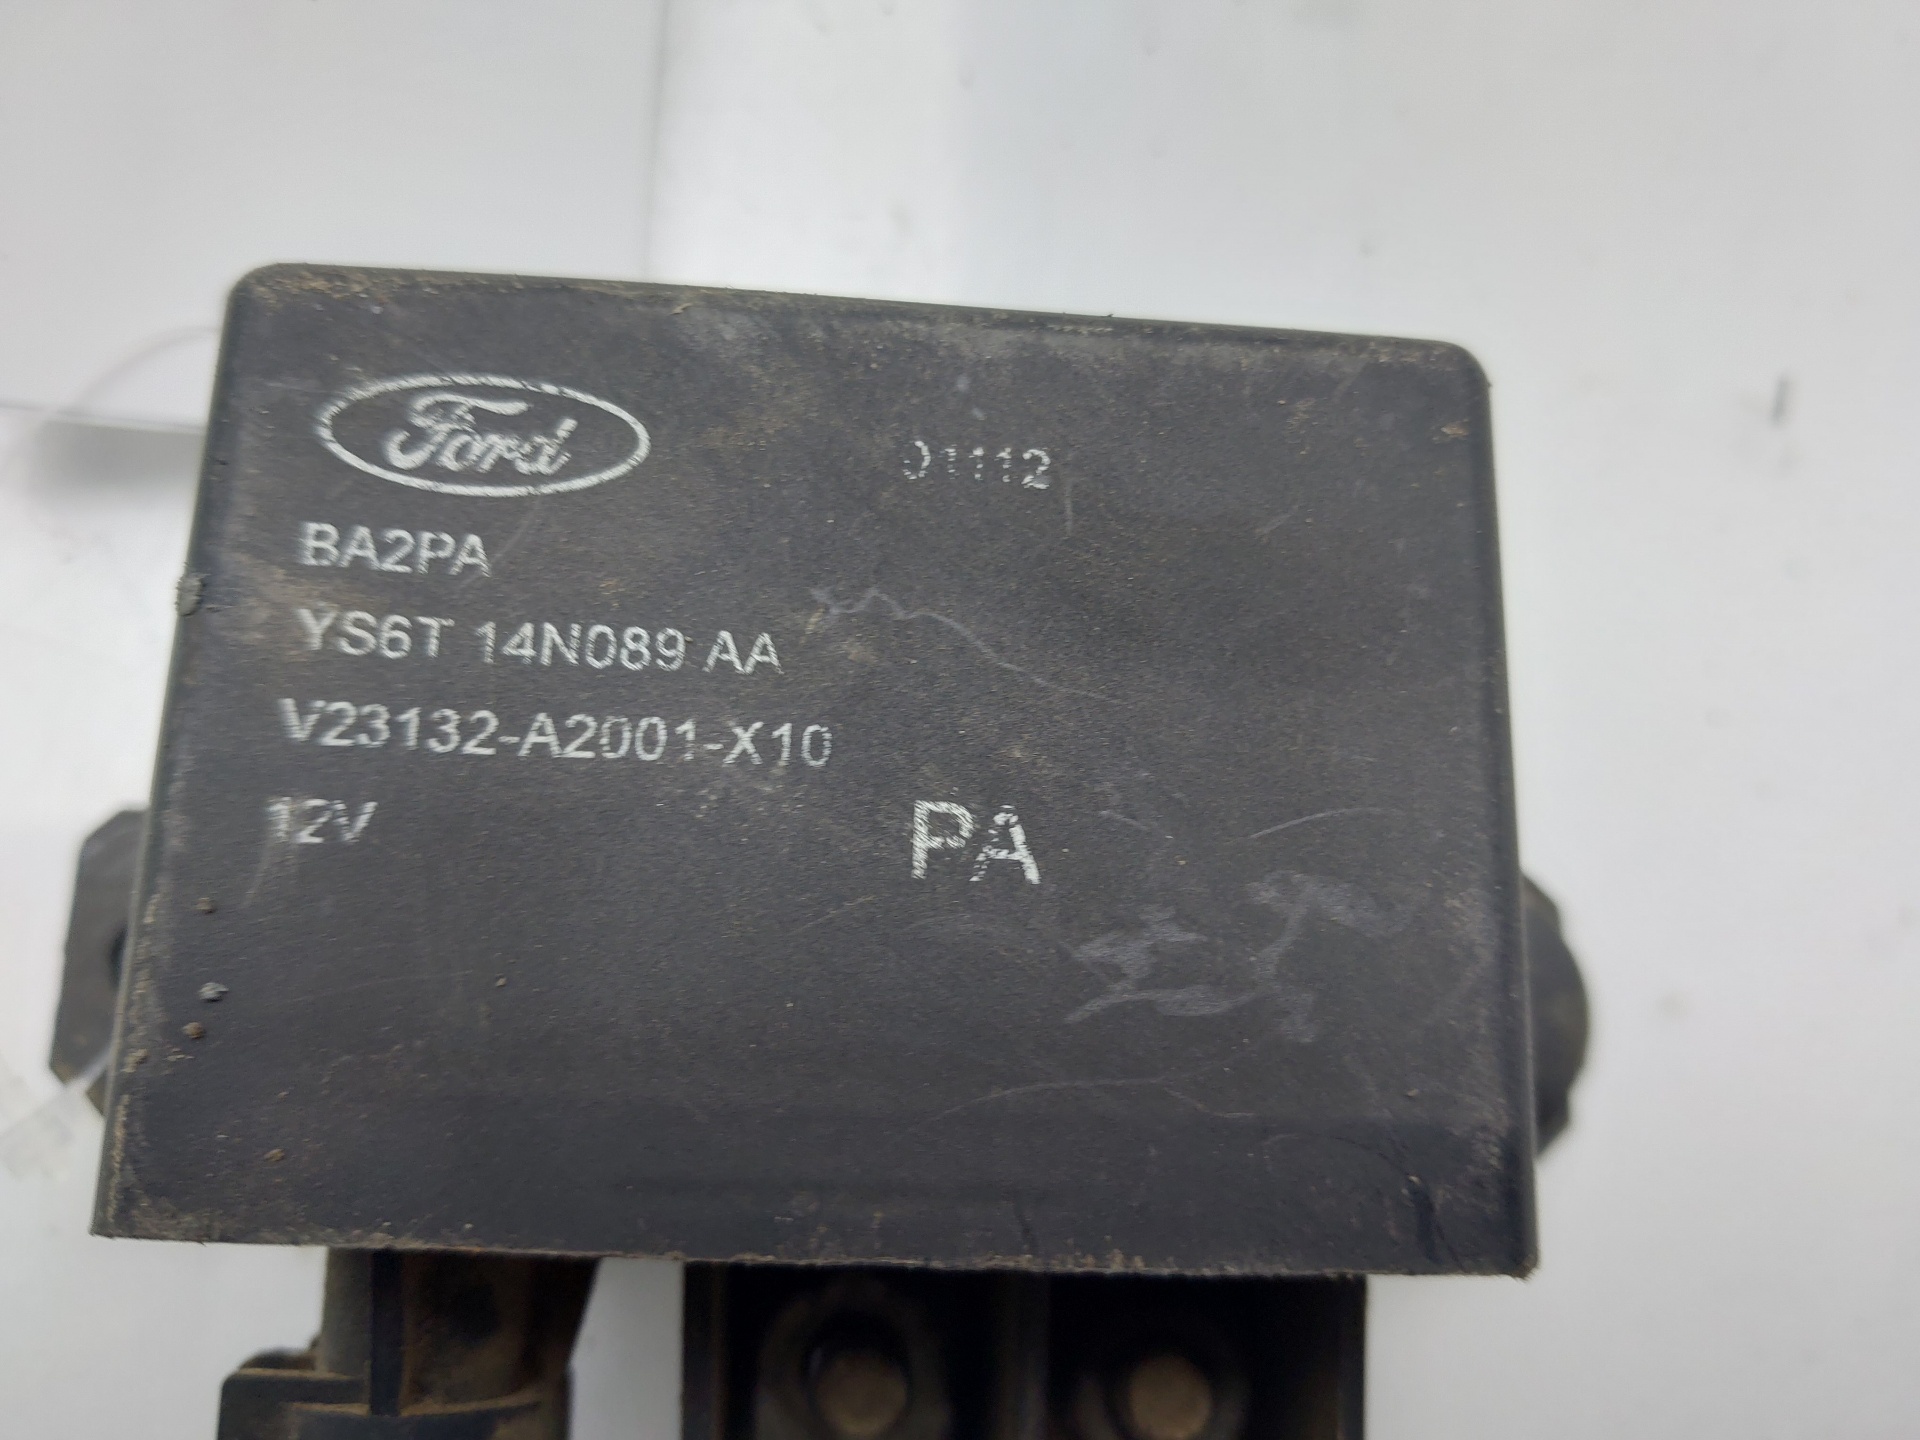 Ford
01112
BA2PA
YS6T 14N089 AA
V23132-A2001-X10
12V
PA